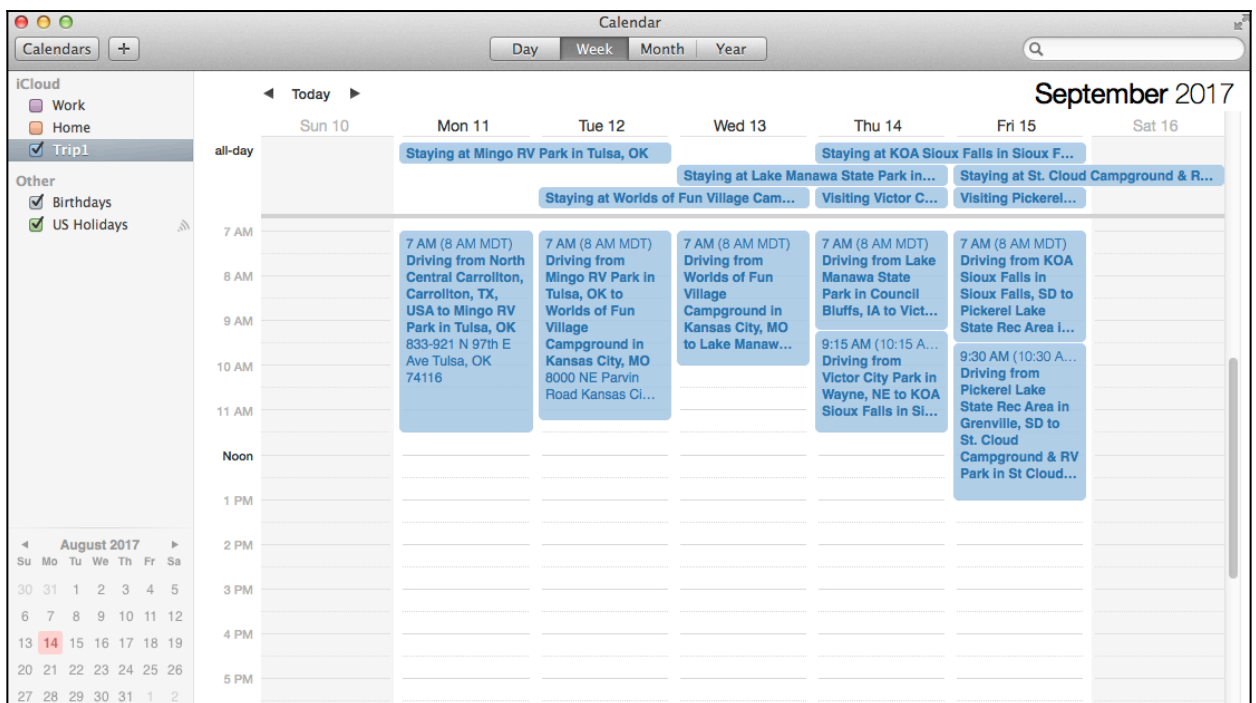 Calendar
Calendars +
Day Week Month Year
iCloud
Work
Home
Trip1
Other
Birthdays
US Holidays
August 2017
Su Mo Tu We Th Fr Sa
30 31 1 2 3 4 5
6 7 8 9 10 11 12
13 14 15 16 17 18 19
20 21 22 23 24 25 26
27 28 29 30 31 1 2
Today
September 2017
Sun 10 Mon 11 Tue 12 Wed 13 Thu 14 Fri 15 Sat 16
all-day
Staying at Mingo RV Park in Tulsa, OK
Staying at KOA Sioux Falls in Sioux F...
Staying at Lake Manawa State Park in...
Staying at St. Cloud Campground & R...
Staying at Worlds of Fun Village Cam...
Visiting Victor C...
Visiting Pickerel...
7 AM
8 AM
9 AM
10 AM
11 AM
Noon
1 PM
2 PM
3 PM
4 PM
5 PM
7 AM (8 AM MDT)
Driving from North
Central Carrollton,
Carrollton, TX,
USA to Mingo RV
Park in Tulsa, OK
833-921 N 97th E
Ave Tulsa, OK
74116
7 AM (8 AM MDT)
Driving from
Mingo RV Park in
Tulsa, OK to
Worlds of Fun
Village
Campground in
Kansas City, MO
8000 NE Parvin
Road Kansas Ci...
7 AM (8 AM MDT)
Driving from
Worlds of Fun
Village
Campground in
Kansas City, MO
to Lake Manaw...
7 AM (8 AM MDT)
Driving from Lake
Manawa State
Park in Council
Bluffs, IA to Vict...
9:15 AM (10:15 A...
Driving from
Victor City Park in
Wayne, NE to KOA
Sioux Falls in Si...
7 AM (8 AM MDT)
Driving from KOA
Sioux Falls in
Sioux Falls, SD to
Pickerel Lake
State Rec Area i...
9:30 AM (10:30 A...
Driving from
Pickerel Lake
State Rec Area in
Grenville, SD to
St. Cloud
Campground & RV
Park in St Cloud...